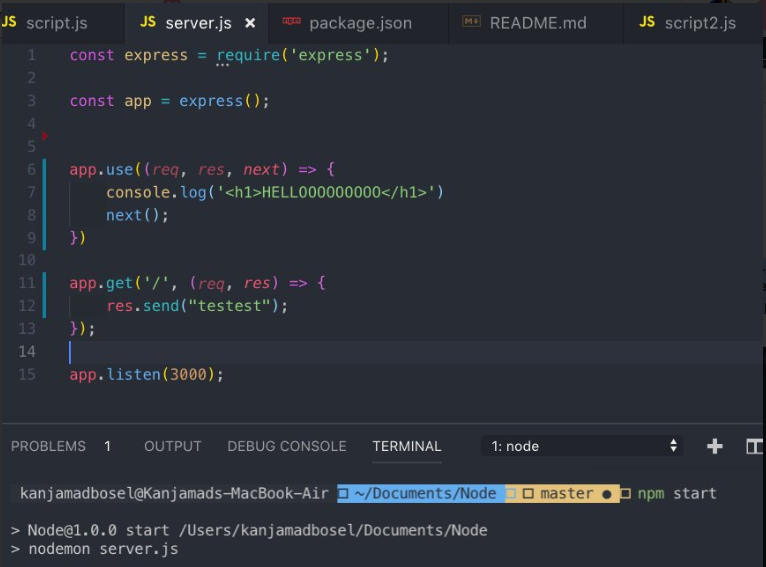 JS script.js JS server.js × npm package.json M↓ README.md JS script2.js
1 const express = require('express');
2
3 const app = express();
4
5
6 app.use((req, res, next) => {
7 console.log('<h1>HELLOOOOOOOOO</h1>')
8 next();
9 })
10
11 app.get('/', (req, res) => {
12 res.send("testest");
13 });
14
15 app.listen(3000);
PROBLEMS 1 OUTPUT DEBUG CONSOLE TERMINAL 1: node
kanjamadbosel@Kanjamads-MacBook-Air ~/Documents/Node master ● npm start
> Node@1.0.0 start /Users/kanjamadbosel/Documents/Node
> nodemon server.js